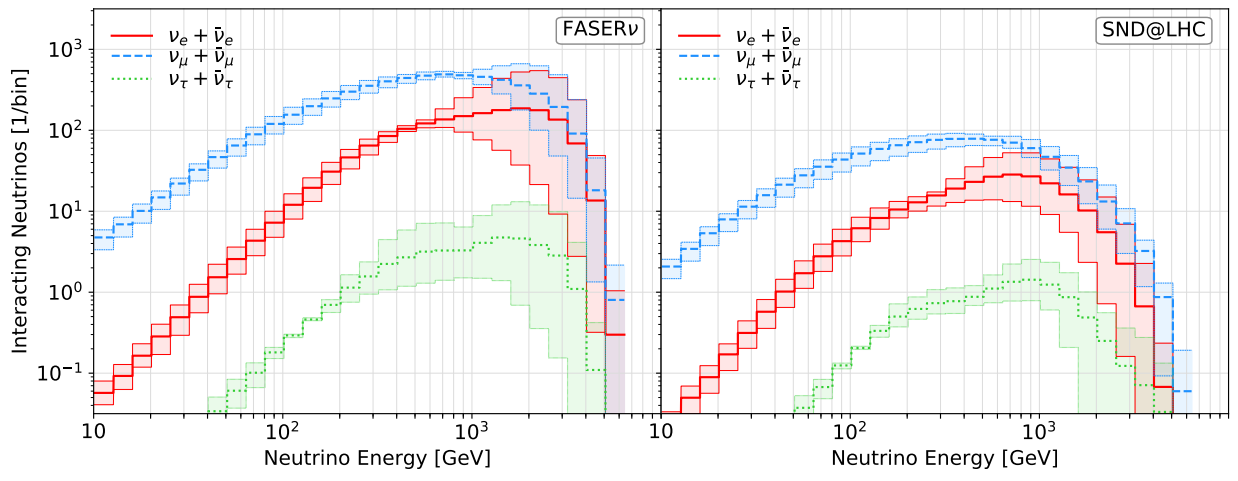 Interacting Neutrinos [1/bin]
10³
10²
10¹
10⁰
10⁻¹
νe + ν̄e
νμ + ν̄μ
ντ + ν̄τ
FASERν
10
10²
10³
Neutrino Energy [GeV]
νe + ν̄e
νμ + ν̄μ
ντ + ν̄τ
SND@LHC
10
10²
10³
Neutrino Energy [GeV]